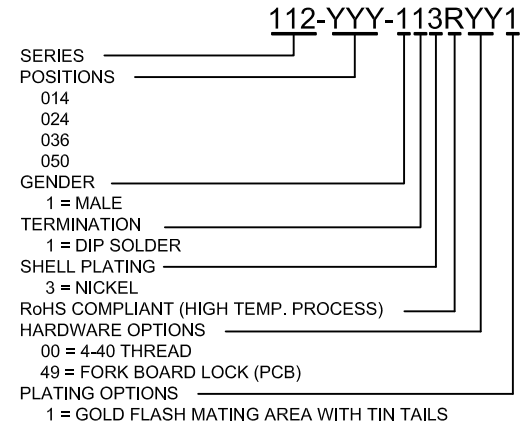 112-YYY-113RYY1
SERIES
POSITIONS
014
024
036
050
GENDER
1 = MALE
TERMINATION
1 = DIP SOLDER
SHELL PLATING
3 = NICKEL
RoHS COMPLIANT (HIGH TEMP. PROCESS)
HARDWARE OPTIONS
00 = 4-40 THREAD
49 = FORK BOARD LOCK (PCB)
PLATING OPTIONS
1 = GOLD FLASH MATING AREA WITH TIN TAILS